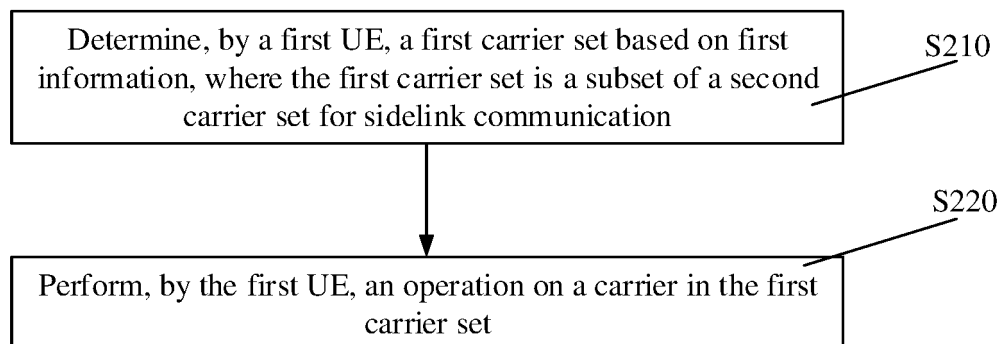 Determine, by a first UE, a first carrier set based on first
information, where the first carrier set is a subset of a second
carrier set for sidelink communication
S210
S220
Perform, by the first UE, an operation on a carrier in the first
carrier set